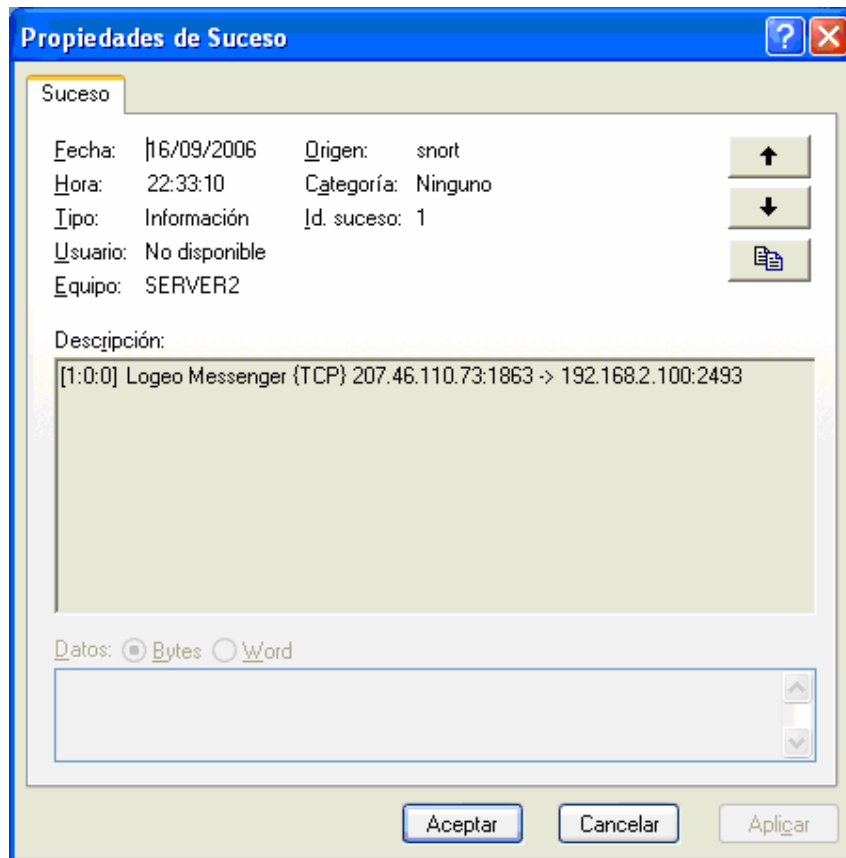 Propiedades de Suceso
Suceso
Fecha: 16/09/2006 Origen: snort
Hora: 22:33:10 Categoría: Ninguno
Tipo: Información Id. suceso: 1
Usuario: No disponible
Equipo: SERVER2
Descripción:
[1:0:0] Logeo Messenger {TCP} 207.46.110.73:1863 -> 192.168.2.100:2493
Datos: Bytes Word
Aceptar Cancelar Aplicar